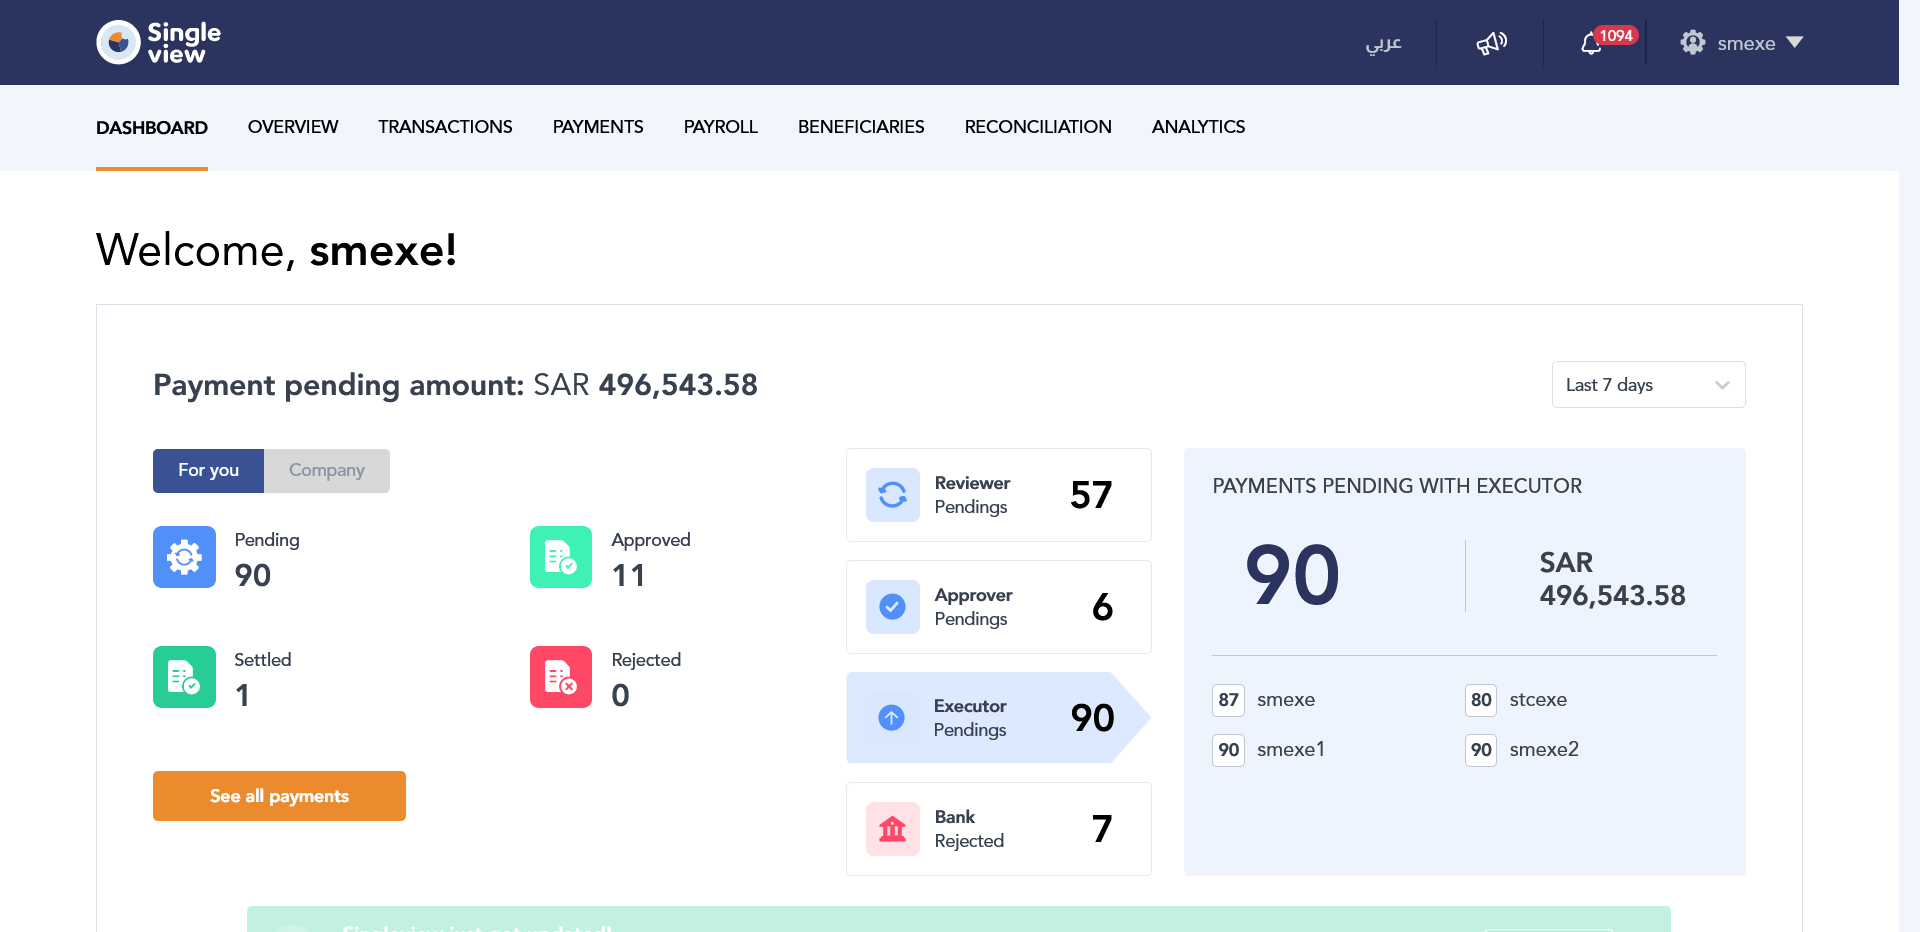 Single
view
عربي
1094
smexe
DASHBOARD
OVERVIEW
TRANSACTIONS
PAYMENTS
PAYROLL
BENEFICIARIES
RECONCILIATION
ANALYTICS
Welcome, smexe!
Payment pending amount: SAR 496,543.58
Last 7 days
For you
Company
Pending
90
Approved
11
Settled
1
Rejected
0
See all payments
Reviewer
Pendings
57
Approver
Pendings
6
Executor
Pendings
90
Bank
Rejected
7
PAYMENTS PENDING WITH EXECUTOR
90
SAR
496,543.58
87 smexe
80 stcexe
90 smexe1
90 smexe2